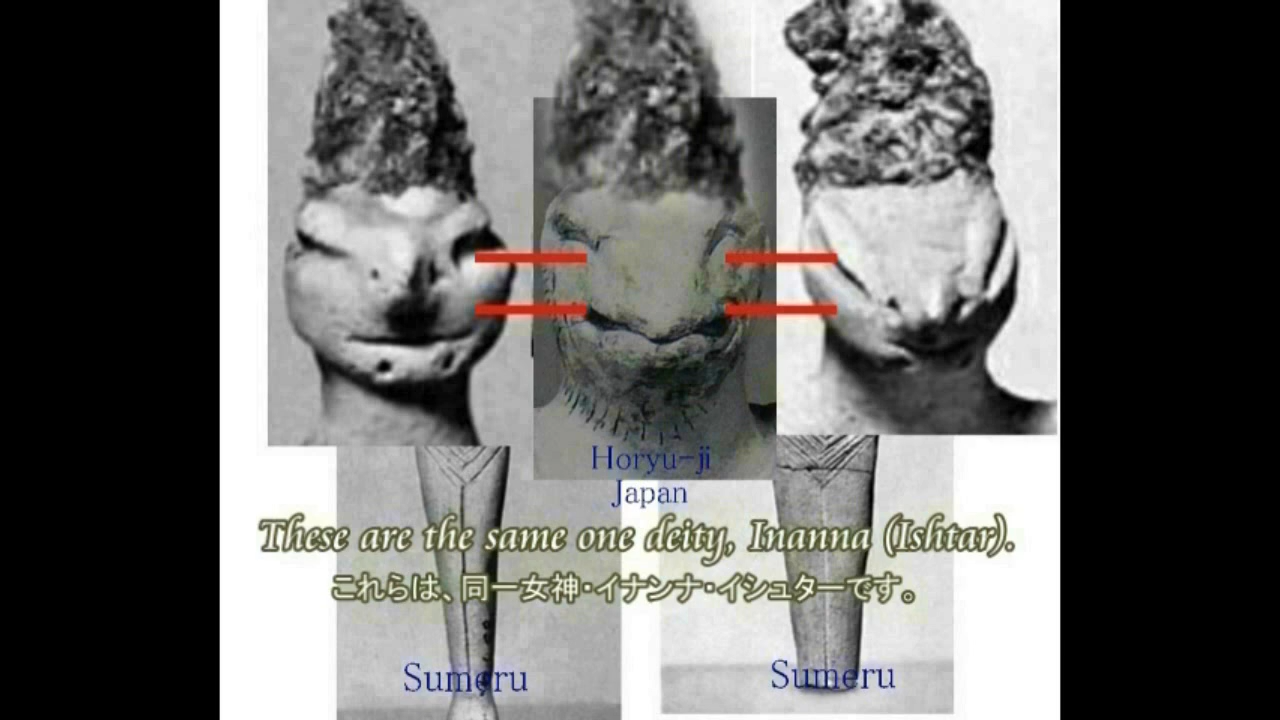 Horyu-ji
Japan
These are the same one deity, Inanna (Ishtar).
これらは、同一女神・イナンナ・イシュターです。
Sumeru
Sumeru